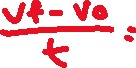 vf - vo
t =